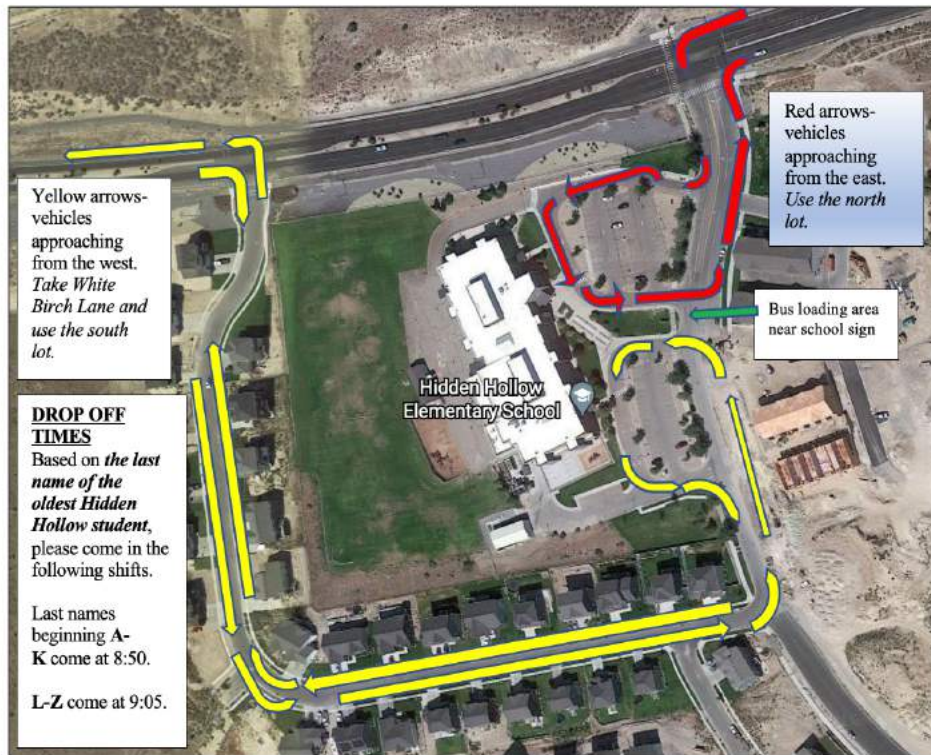 Yellow arrows-
vehicles
approaching
from the west.
Take White
Birch Lane and
use the south
lot.
DROP OFF
TIMES
Based on the last
name of the
oldest Hidden
Hollow student,
please come in the
following shifts.
Last names
beginning A-
K come at 8:50.
L-Z come at 9:05.
Hidden Hollow
Elementary School
Red arrows-
vehicles
approaching
from the east.
Use the north
lot.
Bus loading area
near school sign